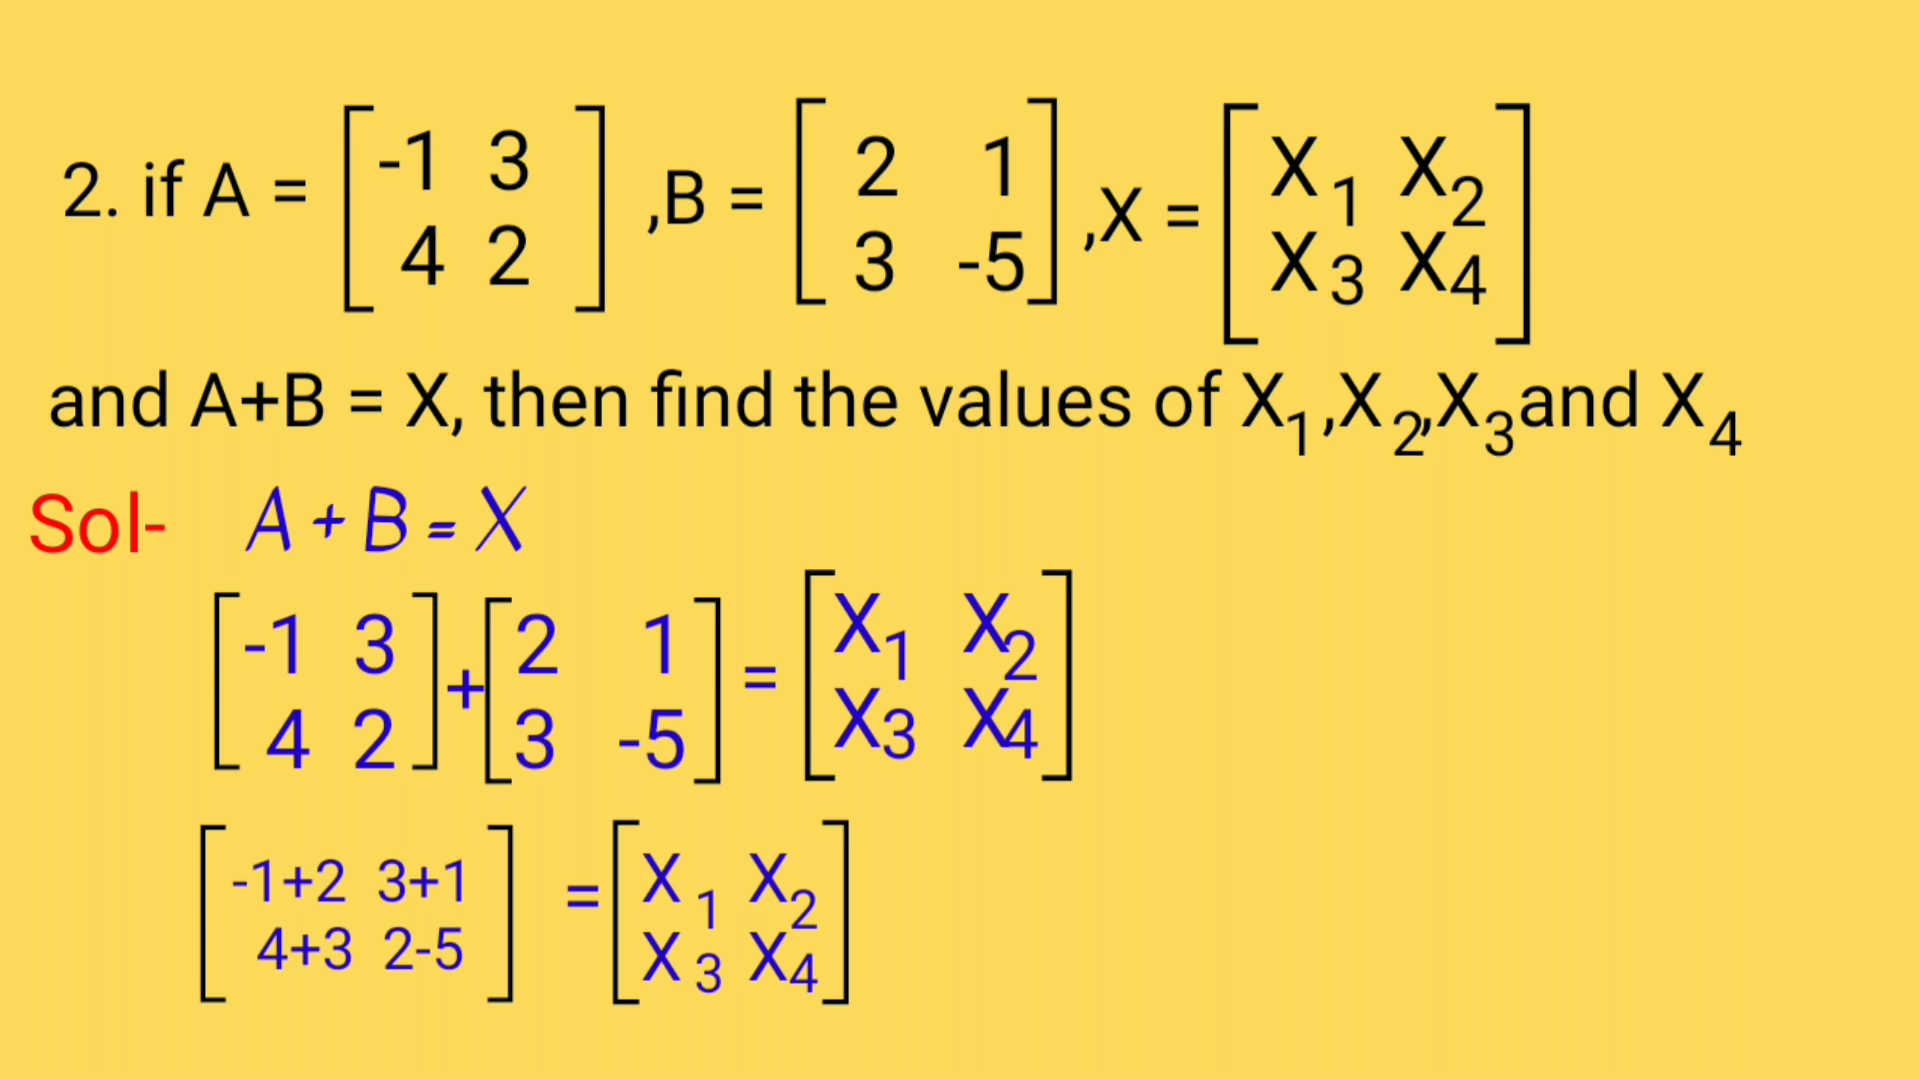 2. if A = [-1 3 4 2] ,B = [2 1 3 -5] ,X = [X1 X2 X3 X4]
and A+B = X, then find the values of X1,X2,X3and X4
Sol- A + B = X
[-1 3 4 2] + [2 1 3 -5] = [X1 X2 X3 X4]
[-1+2 3+1 4+3 2-5] = [X1 X2 X3 X4]